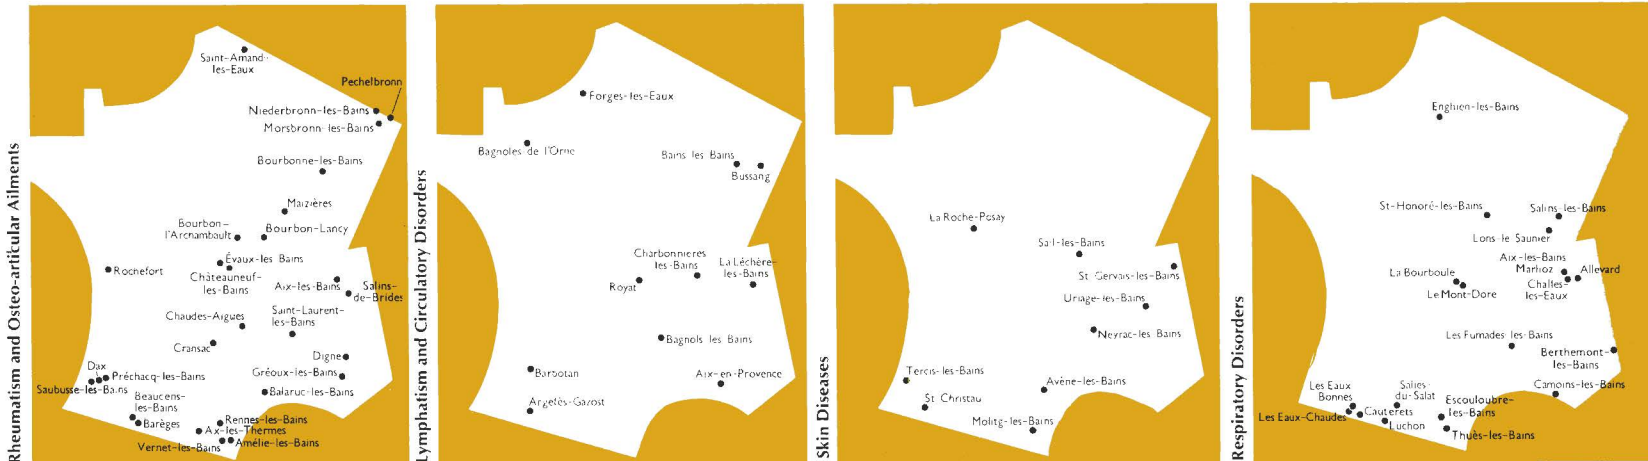 Rheumatism and Osteo-articular Ailments
Saint-Amand-
les-Eaux
Pechelbronn
Niederbronn-les-Bains
Morsbronn-les-Bains
Bourbonne-les-Bains
Maizières
Bourbon-
l'Archambault
Bourbon-Lancy
Évaux-les Bains
Rochefort
Châteauneuf-
les-Bains
Aix-les-Bains
Salins-
de-Brides
Chaudes-Aigues
Saint-Laurent-
les-Bains
Cransac
Digne
Dax
Préchacq-les-Bains
Gréoux-les-Bains
Saubusse-les-Bains
Balaruc-les-Bains
Beaucens-
les-Bains
Barèges
Rennes-les-Bains
Ax-les-Thermes
Vernet-les-Bains
Amélie-les-Bains
Lymphatism and Circulatory Disorders
Forges-les-Eaux
Bagnoles de l'Orne
Bains les Bains
Bussang
Charbonnieres
les-Bains
La Léchère-
les-Bains
Royat
Bagnols les Bains
Barbotan
Aix-en-Provence
Argelès-Gazost
Skin Diseases
La Roche-Posay
Sail-les-Bains
St-Gervais-les-Bains
Uriage-les-Bains
Neyrac-les Bains
Tercis-les-Bains
Avène-les-Bains
St Christau
Molitg-les-Bains
Respiratory Disorders
Enghien-les-Bains
St-Honoré-les-Bains
Salins-les-Bains
Lons-le Saunier
Aix-les-Bains
Marlioz
Allevard
La Bourboule
Le Mont-Dore
Challes-
les-Eaux
Les Fumades-les-Bains
Berthemont-
les-Bains
Camoins-les-Bains
Les Eaux
Bonnes
Salies-
du-Salat
Escouloubre-
les-Bains
Les Eaux-Chaudes
Cauterets
Luchon
Thuès-les-Bains